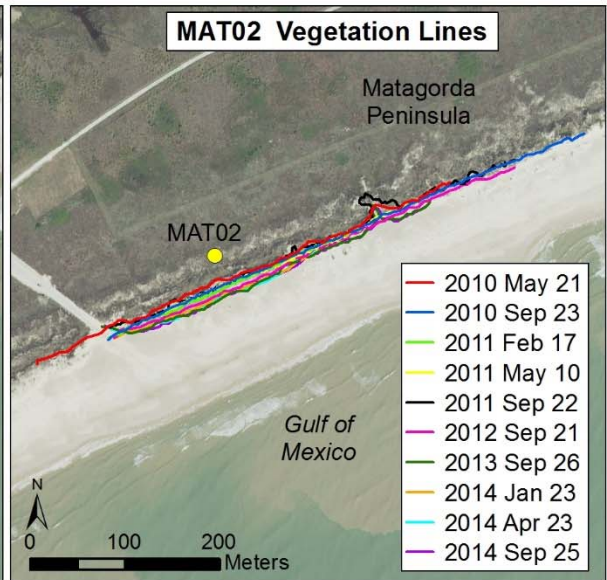 MAT02 Vegetation Lines
Matagorda
Peninsula
MAT02
Gulf of
Mexico
2010 May 21
2010 Sep 23
2011 Feb 17
2011 May 10
2011 Sep 22
2012 Sep 21
2013 Sep 26
2014 Jan 23
2014 Apr 23
2014 Sep 25
N
0 100 200
Meters